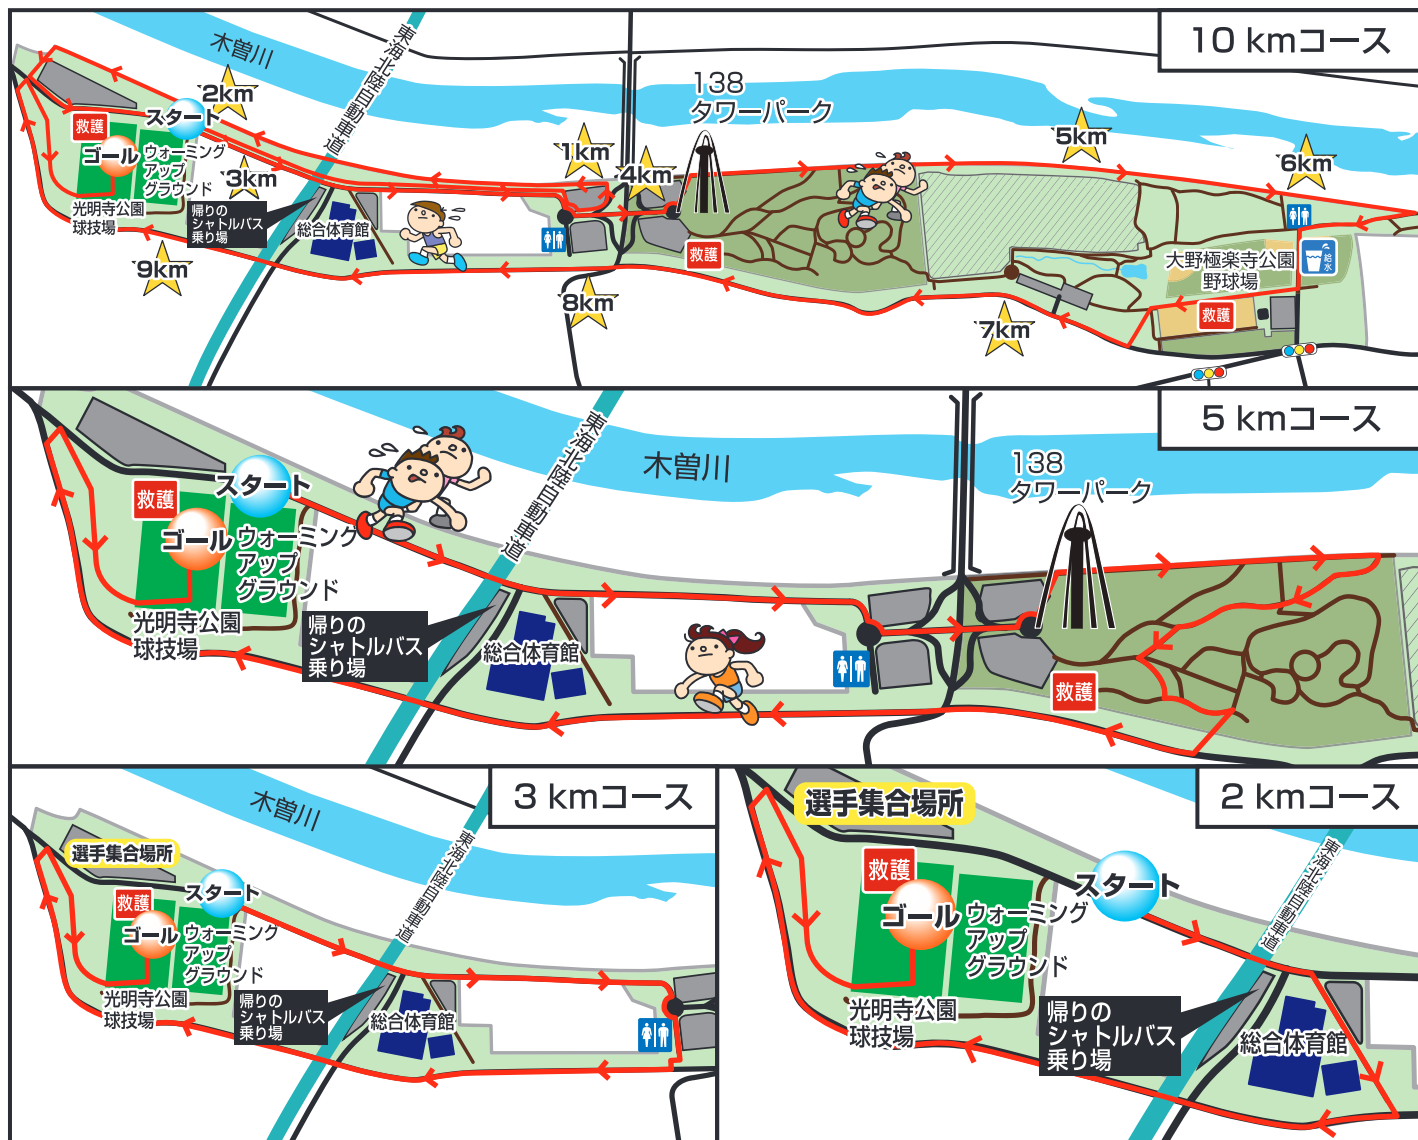 10 kmコース
木曽川
東海北陸自動車道
138
タワーパーク
2km
スタート
救護
ゴール
ウォーミング
アップ
グラウンド
3km
1km
4km
5km
6km
光明寺公園
球技場
帰りの
シャトルバス
乗り場
総合体育館
救護
大野極楽寺公園
野球場
給水
救護
9km
8km
7km
5 kmコース
東海北陸自動車道
木曽川
138
タワーパーク
スタート
救護
ゴール
ウォーミング
アップ
グラウンド
光明寺公園
球技場
帰りの
シャトルバス
乗り場
総合体育館
救護
3 kmコース
木曽川
東海北陸自動車道
選手集合場所
スタート
救護
ゴール
ウォーミング
アップ
グラウンド
光明寺公園
球技場
帰りの
シャトルバス
乗り場
総合体育館
2 kmコース
選手集合場所
東海北陸自動車道
救護
スタート
ゴール
ウォーミング
アップ
グラウンド
光明寺公園
球技場
帰りの
シャトルバス
乗り場
総合体育館